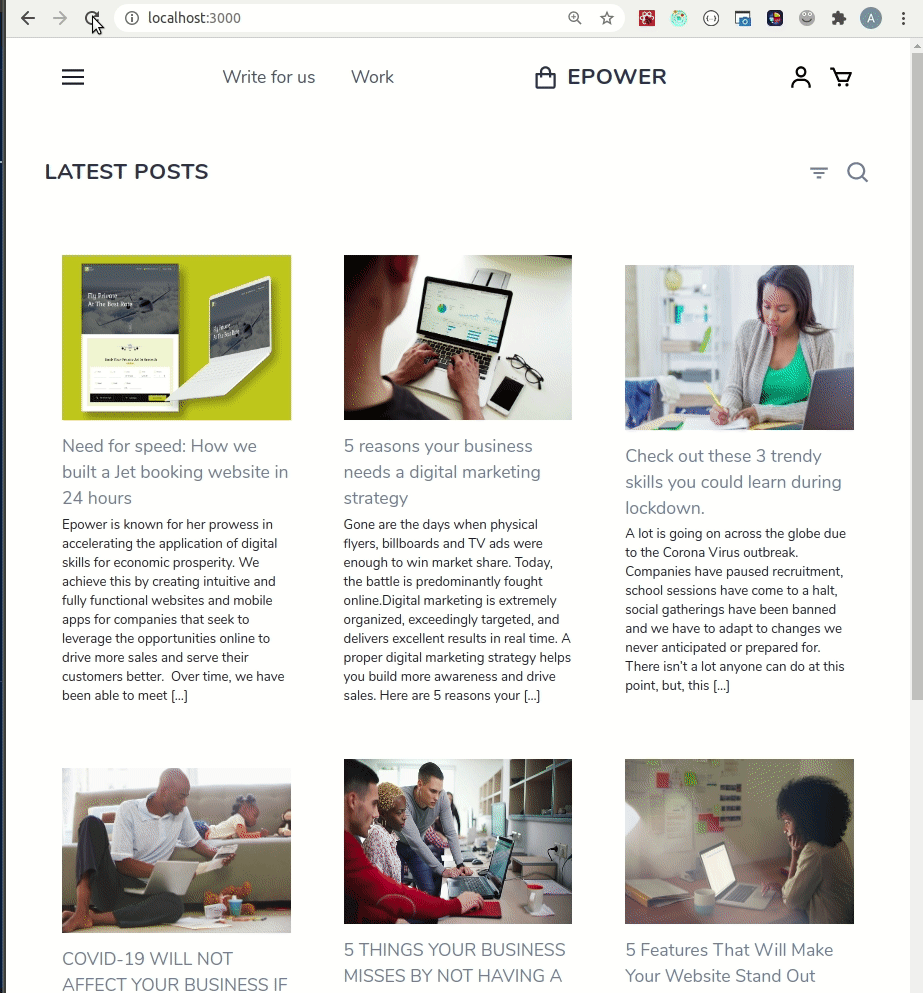 localhost:3000
A
Write for us
Work
EPOWER
LATEST POSTS
Fly Private
At The Best Rate
Need for speed: How we
built a Jet booking website in
24 hours
Epower is known for her prowess in
accelerating the application of digital
skills for economic prosperity. We
achieve this by creating intuitive and
fully functional websites and mobile
apps for companies that seek to
leverage the opportunities online to
drive more sales and serve their
customers better.  Over time, we have
been able to meet [...]
5 reasons your business
needs a digital marketing
strategy
Gone are the days when physical
flyers, billboards and TV ads were
enough to win market share. Today,
the battle is predominantly fought
online.Digital marketing is extremely
organized, exceedingly targeted, and
delivers excellent results in real time. A
proper digital marketing strategy helps
you build more awareness and drive
sales. Here are 5 reasons your [...]
Check out these 3 trendy
skills you could learn during
lockdown.
A lot is going on across the globe due
to the Corona Virus outbreak.
Companies have paused recruitment,
school sessions have come to a halt,
social gatherings have been banned
and we have to adapt to changes we
never anticipated or prepared for.
There isn't a lot anyone can do at this
point, but, this [...]
COVID-19 WILL NOT
AFFECT YOUR BUSINESS IF
5 THINGS YOUR BUSINESS
MISSES BY NOT HAVING A
5 Features That Will Make
Your Website Stand Out